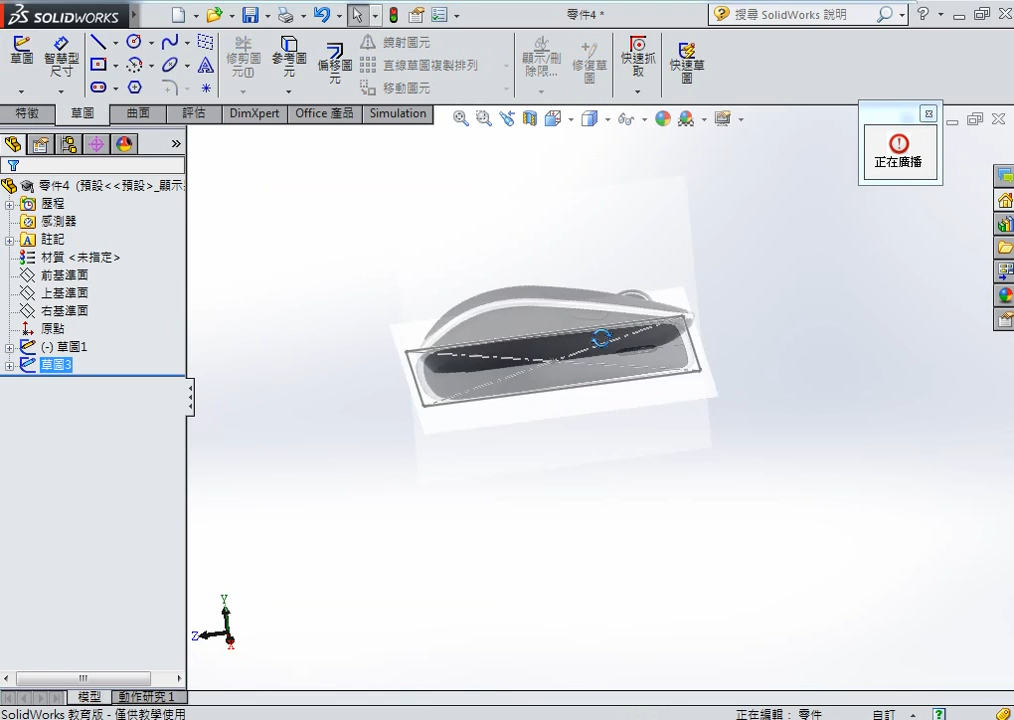 SOLIDWORKS
零件4 *
搜尋 SolidWorks 說明
草圖
智慧型尺寸
修剪圖元(I)
參考圖元
偏移圖元
鏡射圖元
直線草圖複製排列
移動圖元
顯示/刪除限...
修復草圖
快速抓取
快速草圖
特徵
草圖
曲面
評估
DimXpert
Office 產品
Simulation
正在廣播
零件4 (預設<<預設>_顯示
歷程
感測器
註記
材質 <未指定>
前基準面
上基準面
右基準面
原點
(-) 草圖1
草圖3
Y
Z
X
模型
動作研究 1
SolidWorks 教育版 - 僅供教學使用
正在編輯： 零件
自訂